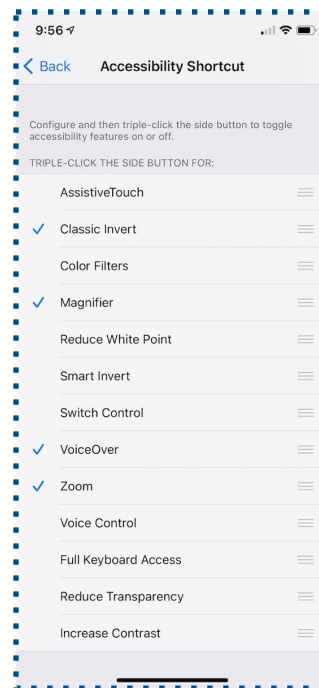 9:56
Back Accessibility Shortcut
Configure and then triple-click the side button to toggle
accessibility features on or off.
TRIPLE-CLICK THE SIDE BUTTON FOR:
AssistiveTouch
Classic Invert
Color Filters
Magnifier
Reduce White Point
Smart Invert
Switch Control
VoiceOver
Zoom
Voice Control
Full Keyboard Access
Reduce Transparency
Increase Contrast